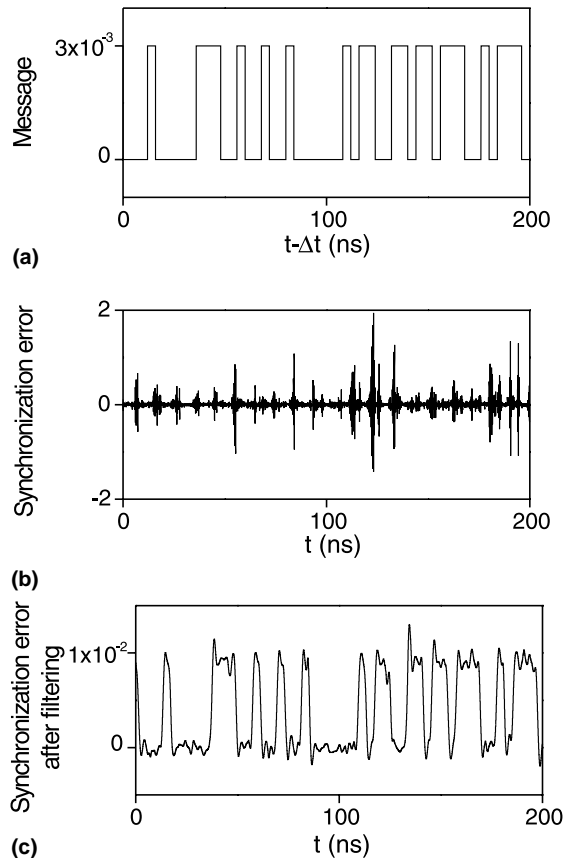 Message
3x10⁻³
0
0 100 200
t-Δt (ns)
(a)
Synchronization error
2
0
-2
0 100 200
t (ns)
(b)
Synchronization error
after filtering
1x10⁻²
0
0 100 200
t (ns)
(c)